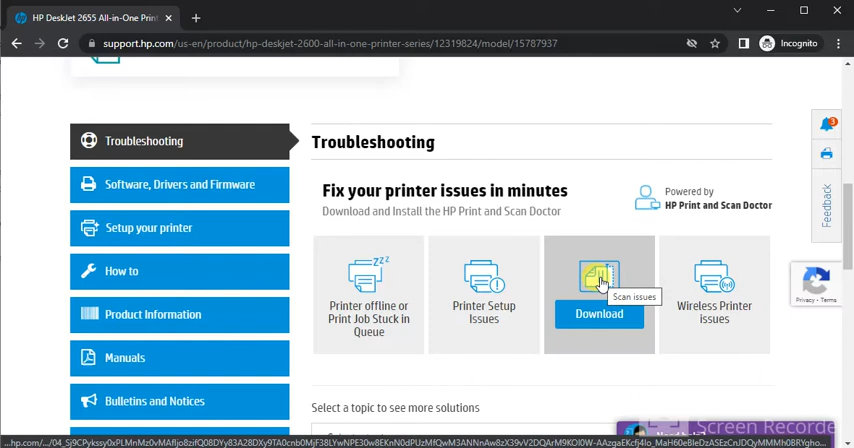 HP DeskJet 2655 All-in-One Print
support.hp.com/us-en/product/hp-deskjet-2600-all-in-one-printer-series/12319824/model/15787937
Incognito
Troubleshooting
Software, Drivers and Firmware
Setup your printer
How to
Product Information
Manuals
Bulletins and Notices
Troubleshooting
Fix your printer issues in minutes
Download and Install the HP Print and Scan Doctor
Powered by
HP Print and Scan Doctor
Printer offline or
Print Job Stuck in
Queue
Printer Setup
Issues
Scan issues
Download
Wireless Printer
issues
Select a topic to see more solutions
3
Feedback
Privacy - Terms
Screen Recorder